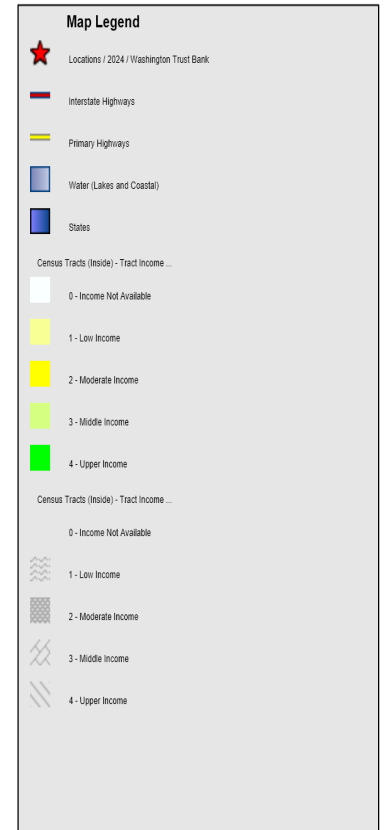 Map Legend
Locations / 2024 / Washington Trust Bank
Interstate Highways
Primary Highways
Water (Lakes and Coastal)
States
Census Tracts (Inside) - Tract Income ...
0 - Income Not Available
1 - Low Income
2 - Moderate Income
3 - Middle Income
4 - Upper Income
Census Tracts (Inside) - Tract Income ...
0 - Income Not Available
1 - Low Income
2 - Moderate Income
3 - Middle Income
4 - Upper Income